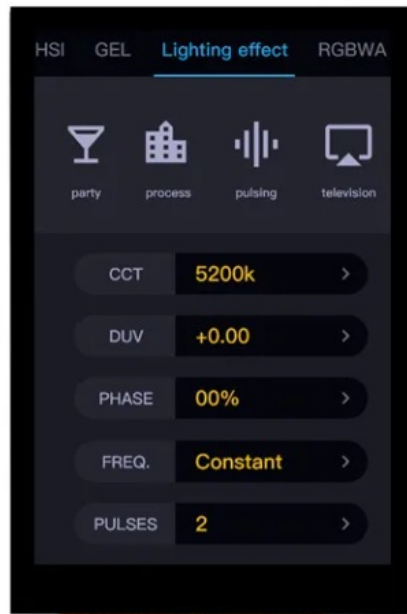 HSI GEL Lighting effect RGBWA
party process pulsing television
CCT 5200k
DUV +0.00
PHASE 00%
FREQ. Constant
PULSES 2